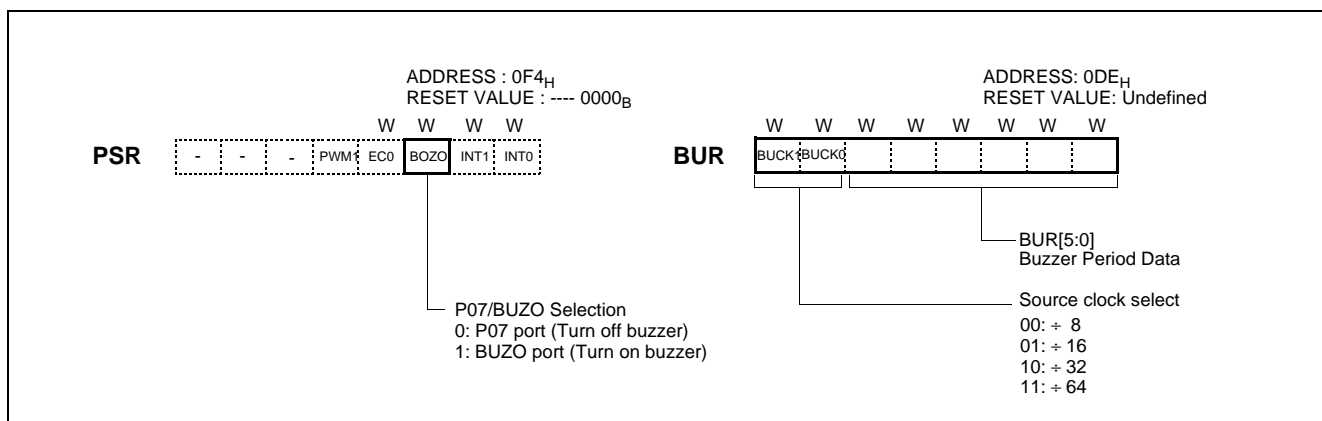 ADDRESS : 0F4H
RESET VALUE : ---- 0000B
W W W W
PSR - - - PWM1 EC0 BOZO INT1 INT0
P07/BUZO Selection
0: P07 port (Turn off buzzer)
1: BUZO port (Turn on buzzer)
ADDRESS: 0DEH
RESET VALUE: Undefined
W W W W W W W W
BUR BUCK1 BUCK0
BUR[5:0]
Buzzer Period Data
Source clock select
00: ÷ 8
01: ÷ 16
10: ÷ 32
11: ÷ 64